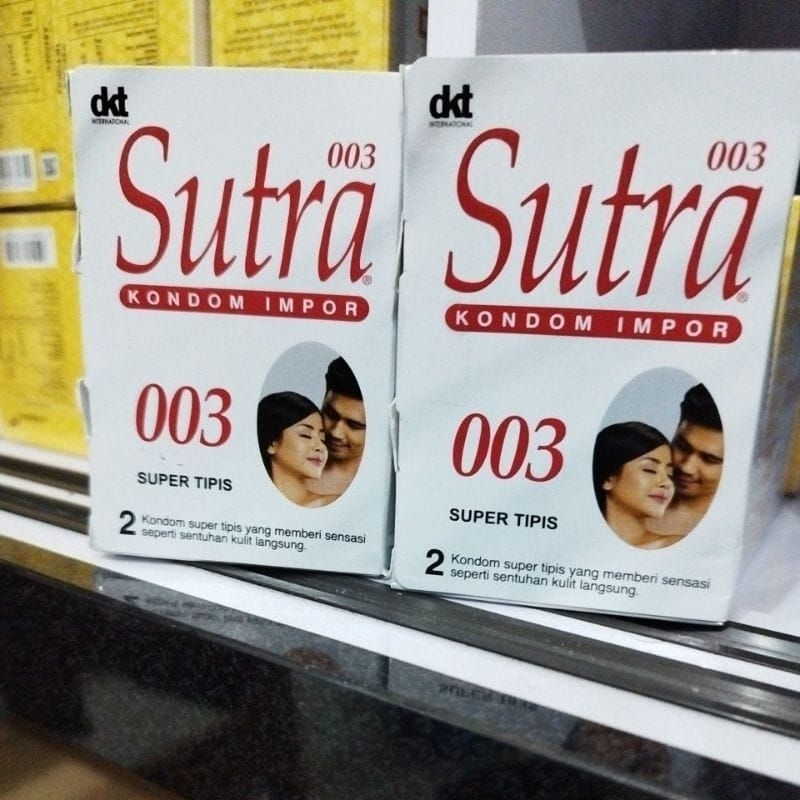 dkt
INTERNATIONAL
003
Sutra®
KONDOM IMPOR
003
SUPER TIPIS
2 Kondom super tipis yang memberi sensasi
seperti sentuhan kulit langsung.
dkt
INTERNATIONAL
003
Sutra®
KONDOM IMPOR
003
SUPER TIPIS
2 Kondom super tipis yang memberi sensasi
seperti sentuhan kulit langsung.